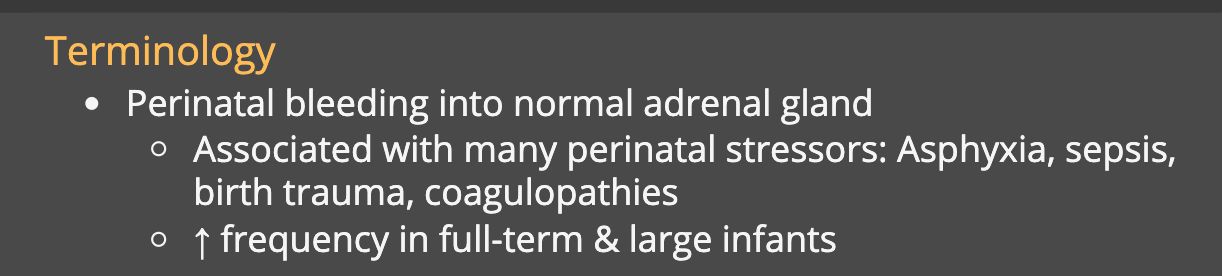 Terminology
• Perinatal bleeding into normal adrenal gland
○ Associated with many perinatal stressors: Asphyxia, sepsis,
birth trauma, coagulopathies
○ ↑ frequency in full-term & large infants